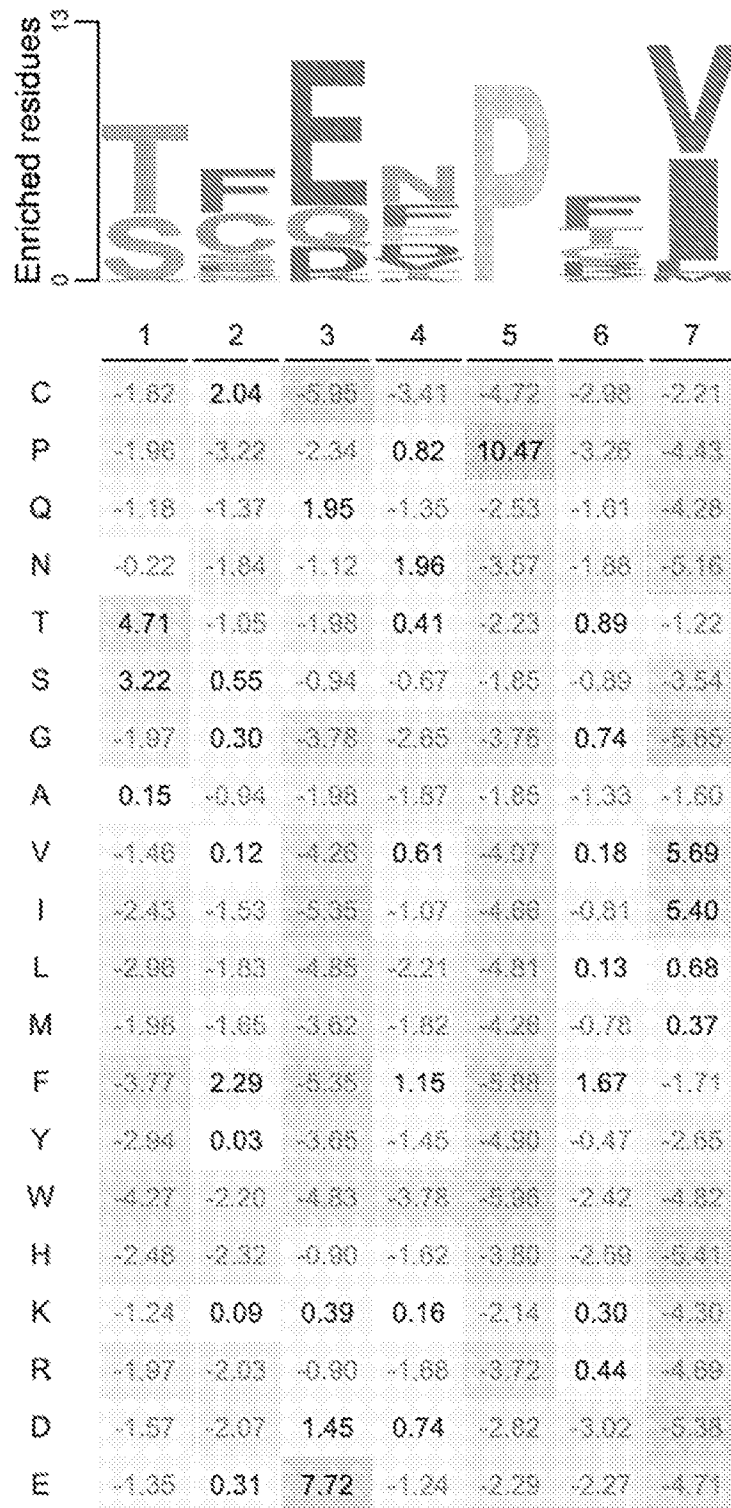 Enriched residues
13
0
T F E N P F V
S C Q F T I
D D
1 2 3 4 5 6 7
C -1.82 2.04 -5.95 -3.41 -4.72 -2.98 -2.21
P -1.96 -3.22 -2.34 0.82 10.47 -3.26 -4.43
Q -1.18 -1.37 1.95 -1.35 -2.53 -1.61 -4.28
N -0.22 -1.84 -1.12 1.96 -3.57 -1.88 -5.16
T 4.71 -1.05 -1.98 0.41 -2.23 0.89 -1.22
S 3.22 0.55 -0.94 -0.67 -1.85 -0.89 -3.54
G -1.97 0.30 -3.78 -2.65 -3.76 0.74 -5.65
A 0.15 -0.94 -1.98 -1.87 -1.85 -1.33 -1.60
V -1.46 0.12 -4.26 0.61 -4.07 0.18 5.69
I -2.43 -1.53 -5.35 -1.07 -4.66 -0.81 5.40
L -2.96 -1.83 -4.85 -2.21 -4.81 0.13 0.68
M -1.98 -1.65 -3.62 -1.82 -4.26 -0.78 0.37
F -3.77 2.29 -5.35 1.15 -5.88 1.67 -1.71
Y -2.94 0.03 -3.65 -1.45 -4.90 -0.47 -2.65
W -4.27 -2.20 -4.83 -3.78 -5.96 -2.42 -4.82
H -2.48 -2.32 -0.90 -1.62 -3.80 -2.59 -5.41
K -1.24 0.09 0.39 0.16 -2.14 0.30 -4.30
R -1.97 -2.03 -0.90 -1.68 -3.72 0.44 -4.69
D -1.57 -2.07 1.45 0.74 -2.82 -3.02 -5.38
E -1.35 0.31 7.72 -1.24 -2.29 -2.27 -4.71